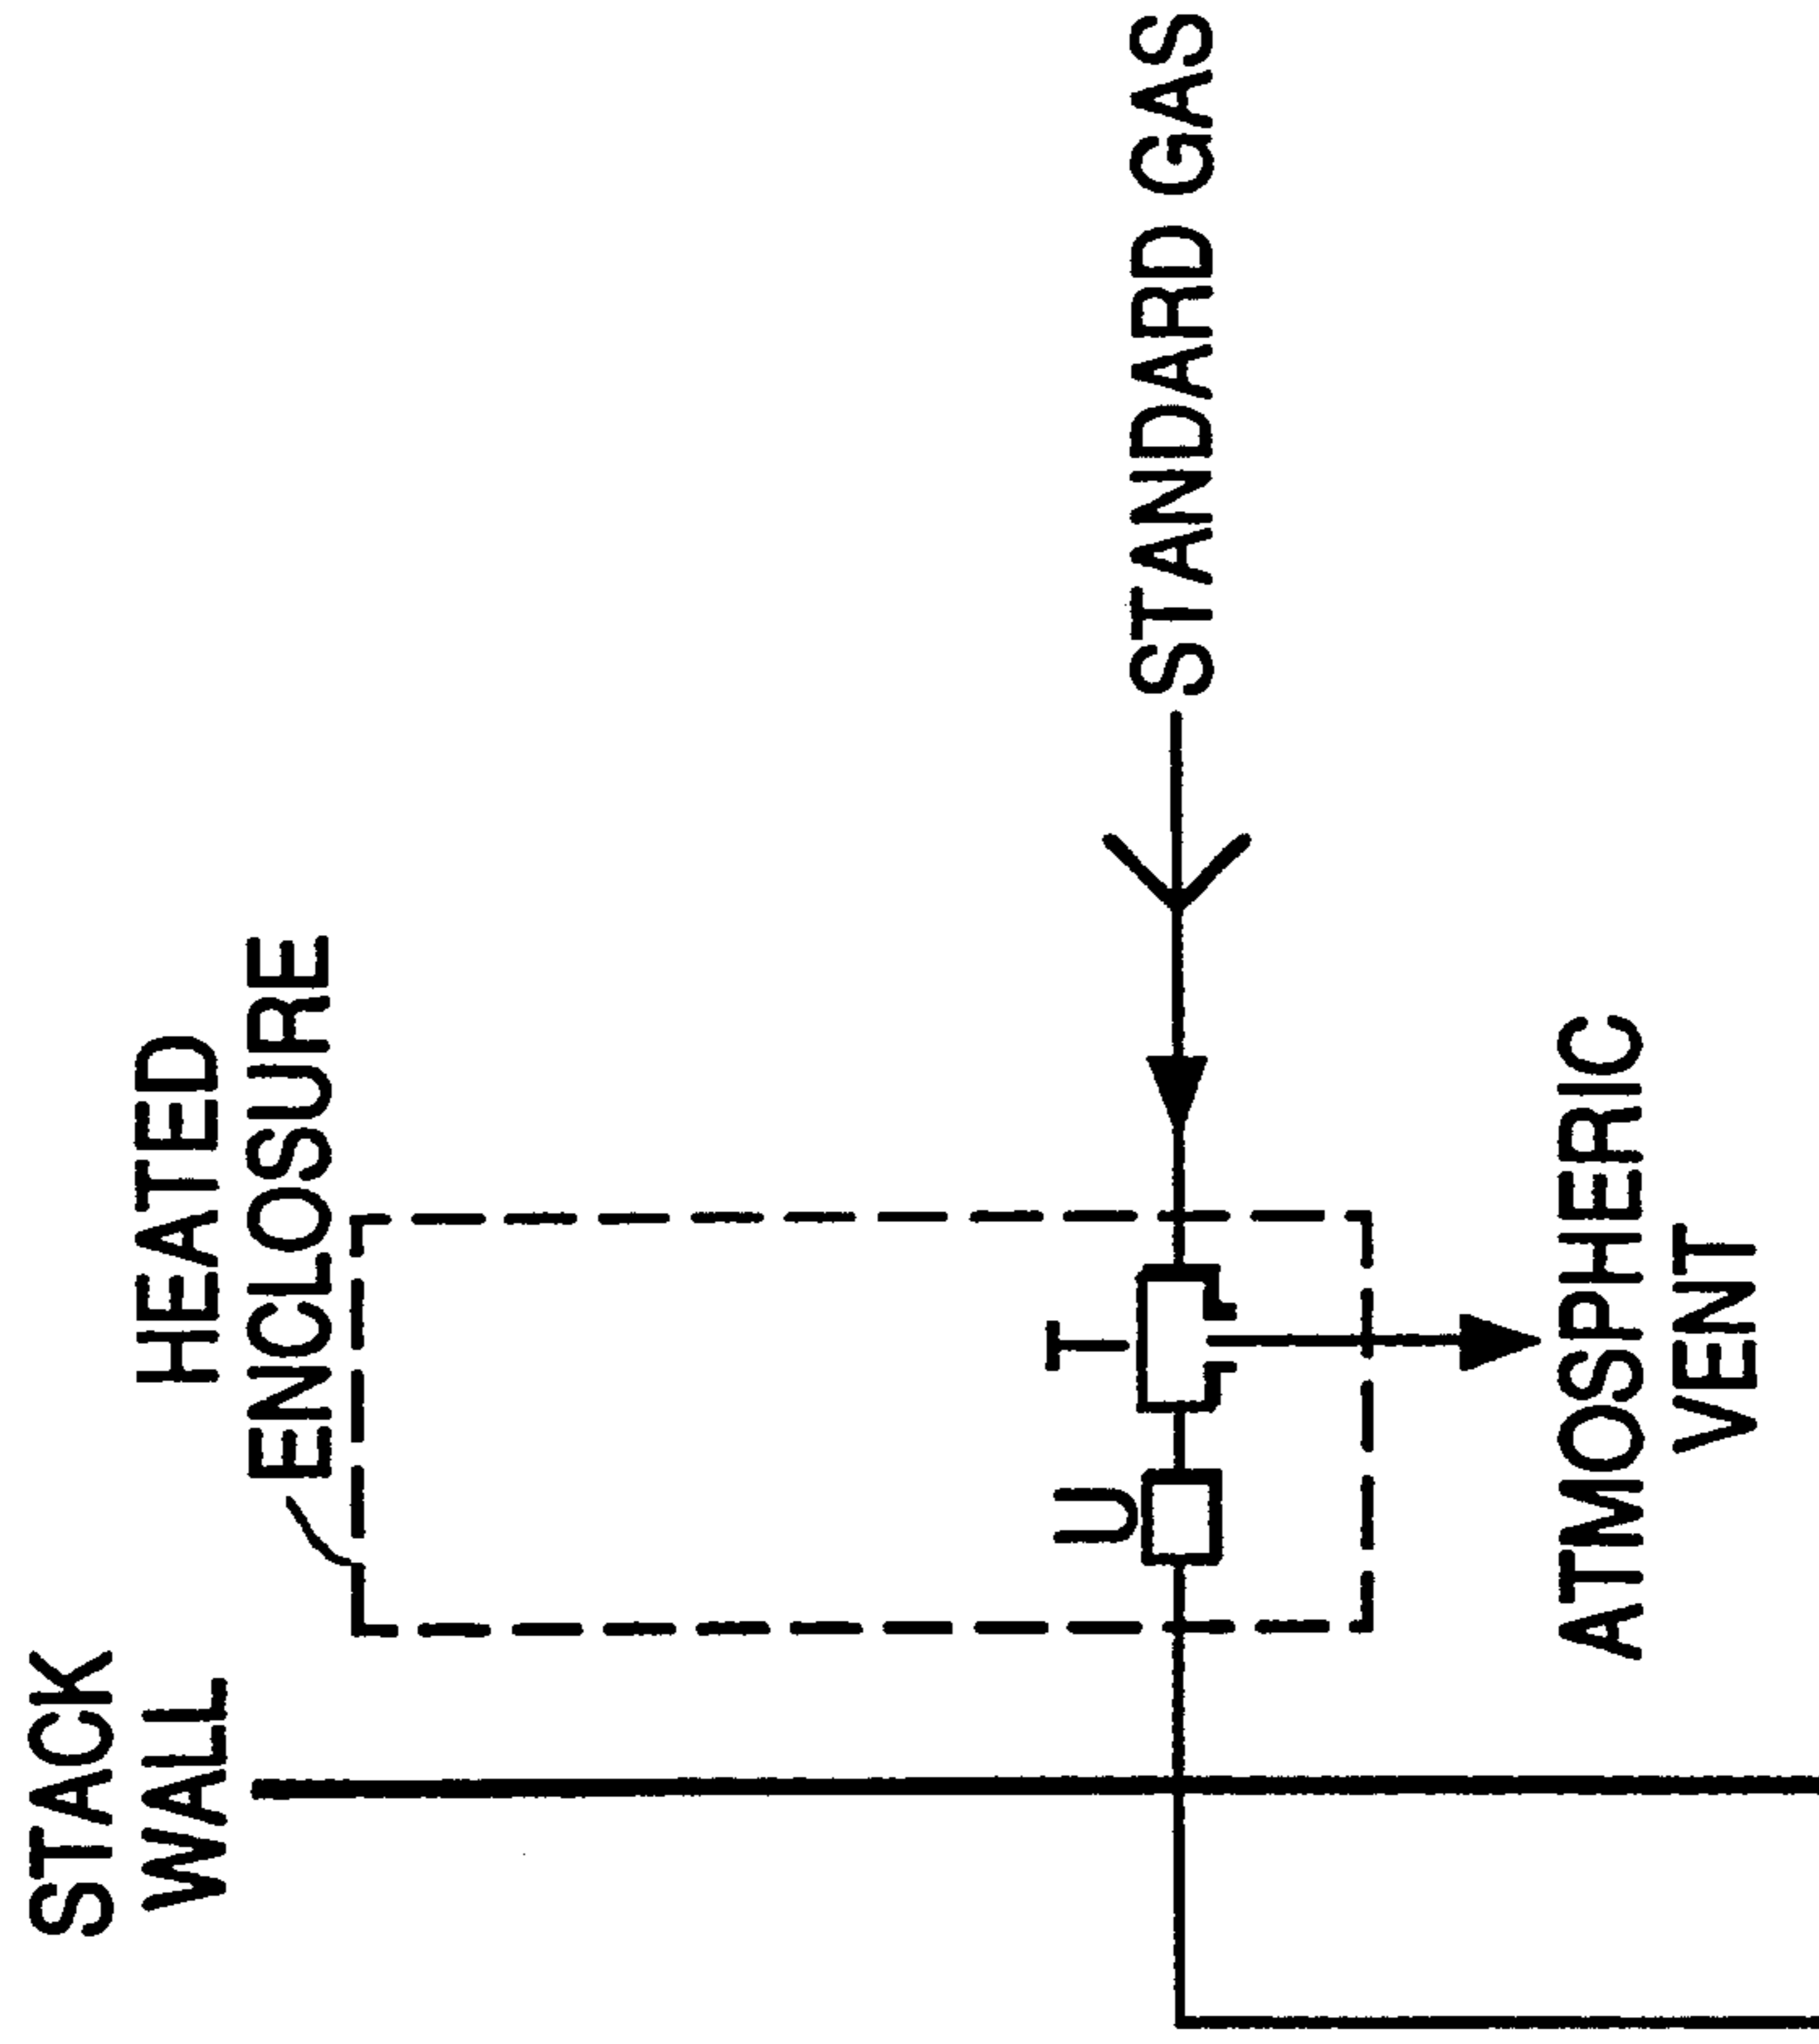 STACK
WALL
HEATED
ENCLOSURE
U
T
STANDARD GAS
ATMOSPHERIC
VENT